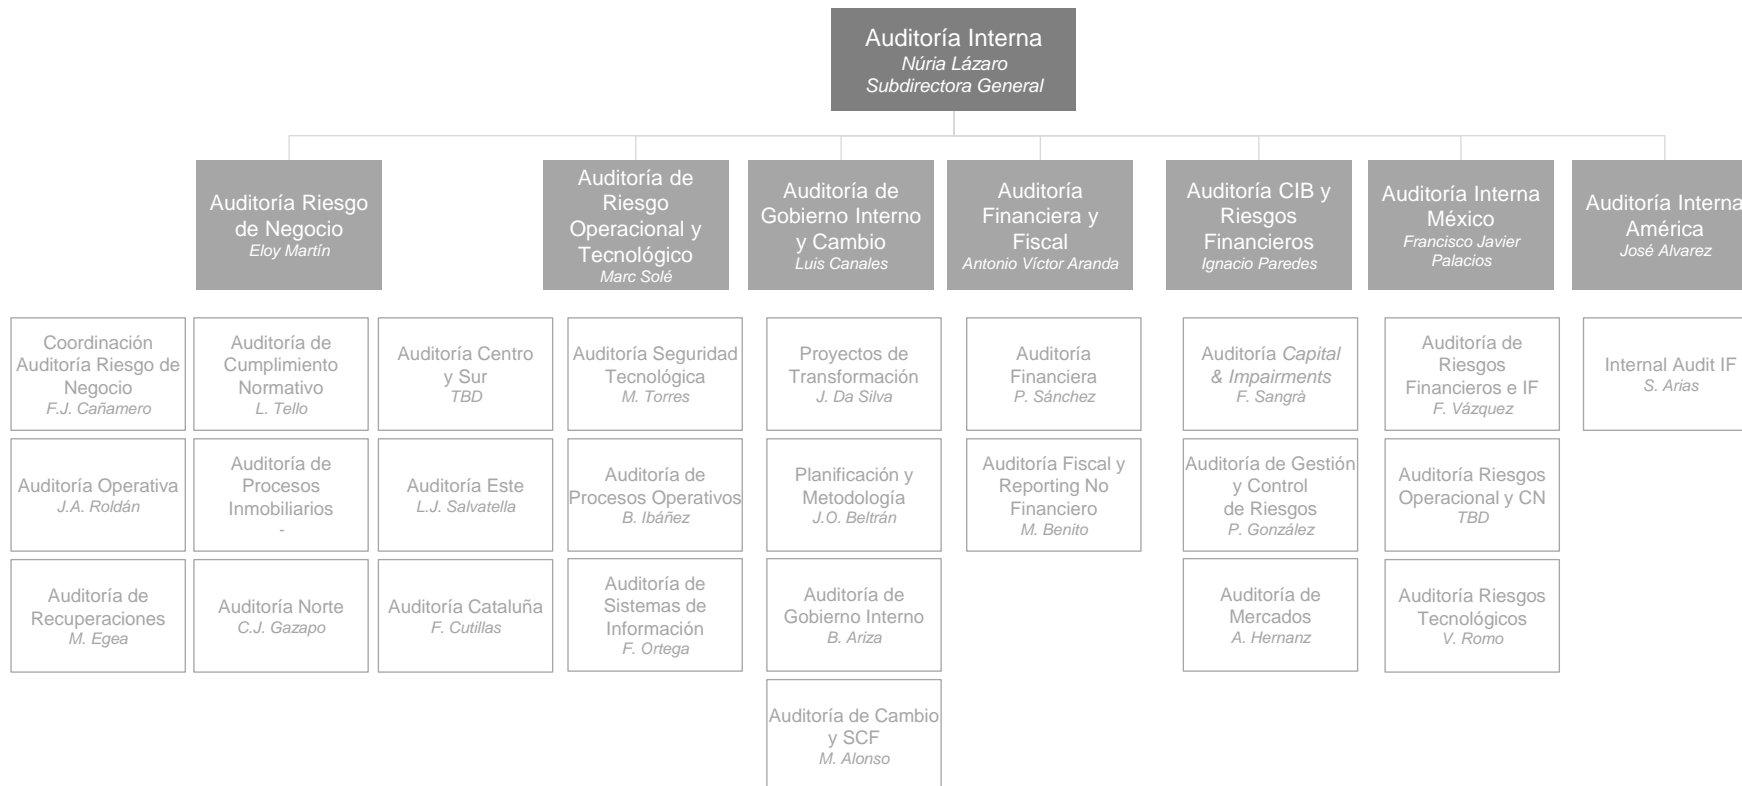 Auditoría Interna
Núria Lázaro
Subdirectora General
Auditoría Riesgo
de Negocio
Eloy Martín
Auditoría de
Riesgo
Operacional y
Tecnológico
Marc Solé
Auditoría de
Gobierno Interno
y Cambio
Luis Canales
Auditoría
Financiera y
Fiscal
Antonio Víctor Aranda
Auditoría CIB y
Riesgos
Financieros
Ignacio Paredes
Auditoría Interna
México
Francisco Javier
Palacios
Auditoría Interna
América
José Alvarez
Coordinación
Auditoría Riesgo de
Negocio
F.J. Cañamero
Auditoría de
Cumplimiento
Normativo
L. Tello
Auditoría Centro
y Sur
TBD
Auditoría Seguridad
Tecnológica
M. Torres
Proyectos de
Transformación
J. Da Silva
Auditoría
Financiera
P. Sánchez
Auditoría Capital
& Impairments
F. Sangrà
Auditoría de
Riesgos
Financieros e IF
F. Vázquez
Internal Audit IF
S. Arias
Auditoría Operativa
J.A. Roldán
Auditoría de
Procesos
Inmobiliarios
-
Auditoría Este
L.J. Salvatella
Auditoría de
Procesos Operativos
B. Ibáñez
Planificación y
Metodología
J.O. Beltrán
Auditoría Fiscal y
Reporting No
Financiero
M. Benito
Auditoría de Gestión
y Control
de Riesgos
P. González
Auditoría Riesgos
Operacional y CN
TBD
Auditoría de
Recuperaciones
M. Egea
Auditoría Norte
C.J. Gazapo
Auditoría Cataluña
F. Cutillas
Auditoría de
Sistemas de
Información
F. Ortega
Auditoría de
Gobierno Interno
B. Ariza
Auditoría de
Mercados
A. Hernanz
Auditoría Riesgos
Tecnológicos
V. Romo
Auditoría de Cambio
y SCF
M. Alonso